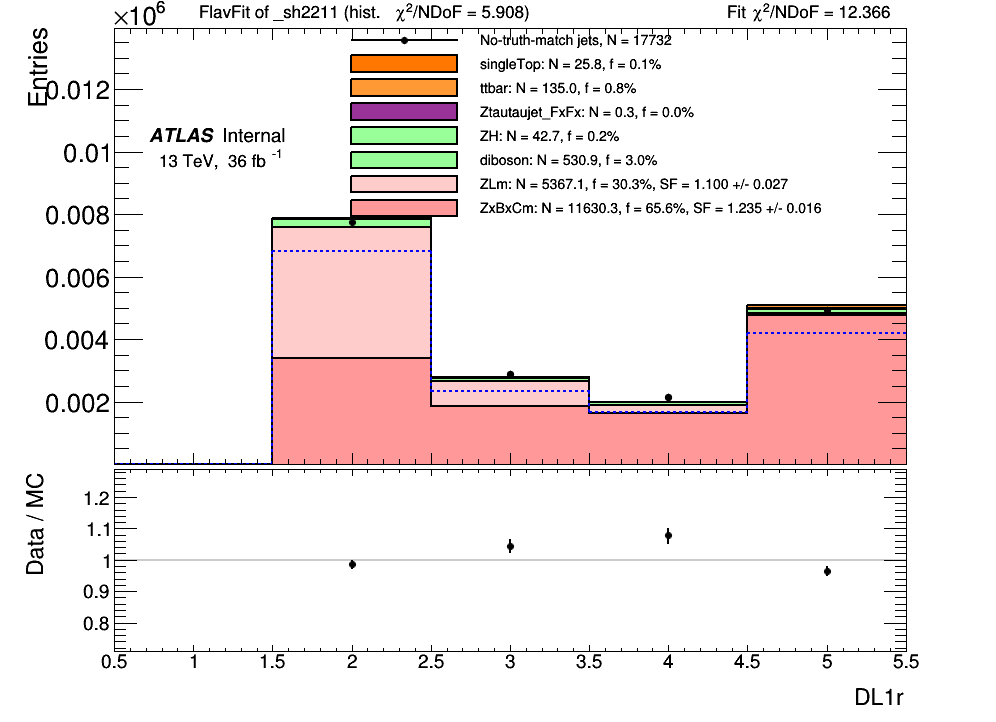 ×10⁶ FlavFit of _sh2211 (hist. χ²/NDoF = 5.908) Fit χ²/NDoF = 12.366
Entries
No-truth-match jets, N = 17732
singleTop: N = 25.8, f = 0.1%
ttbar: N = 135.0, f = 0.8%
Ztautaujet_FxFx: N = 0.3, f = 0.0%
ZH: N = 42.7, f = 0.2%
diboson: N = 530.9, f = 3.0%
ZLm: N = 5367.1, f = 30.3%, SF = 1.100 +/- 0.027
ZxBxCm: N = 11630.3, f = 65.6%, SF = 1.235 +/- 0.016
ATLAS Internal
13 TeV, 36 fb⁻¹
0.012
0.01
0.008
0.006
0.004
0.002
Data / MC
1.2
1.1
1
0.9
0.8
0.5 1 1.5 2 2.5 3 3.5 4 4.5 5 5.5
DL1r